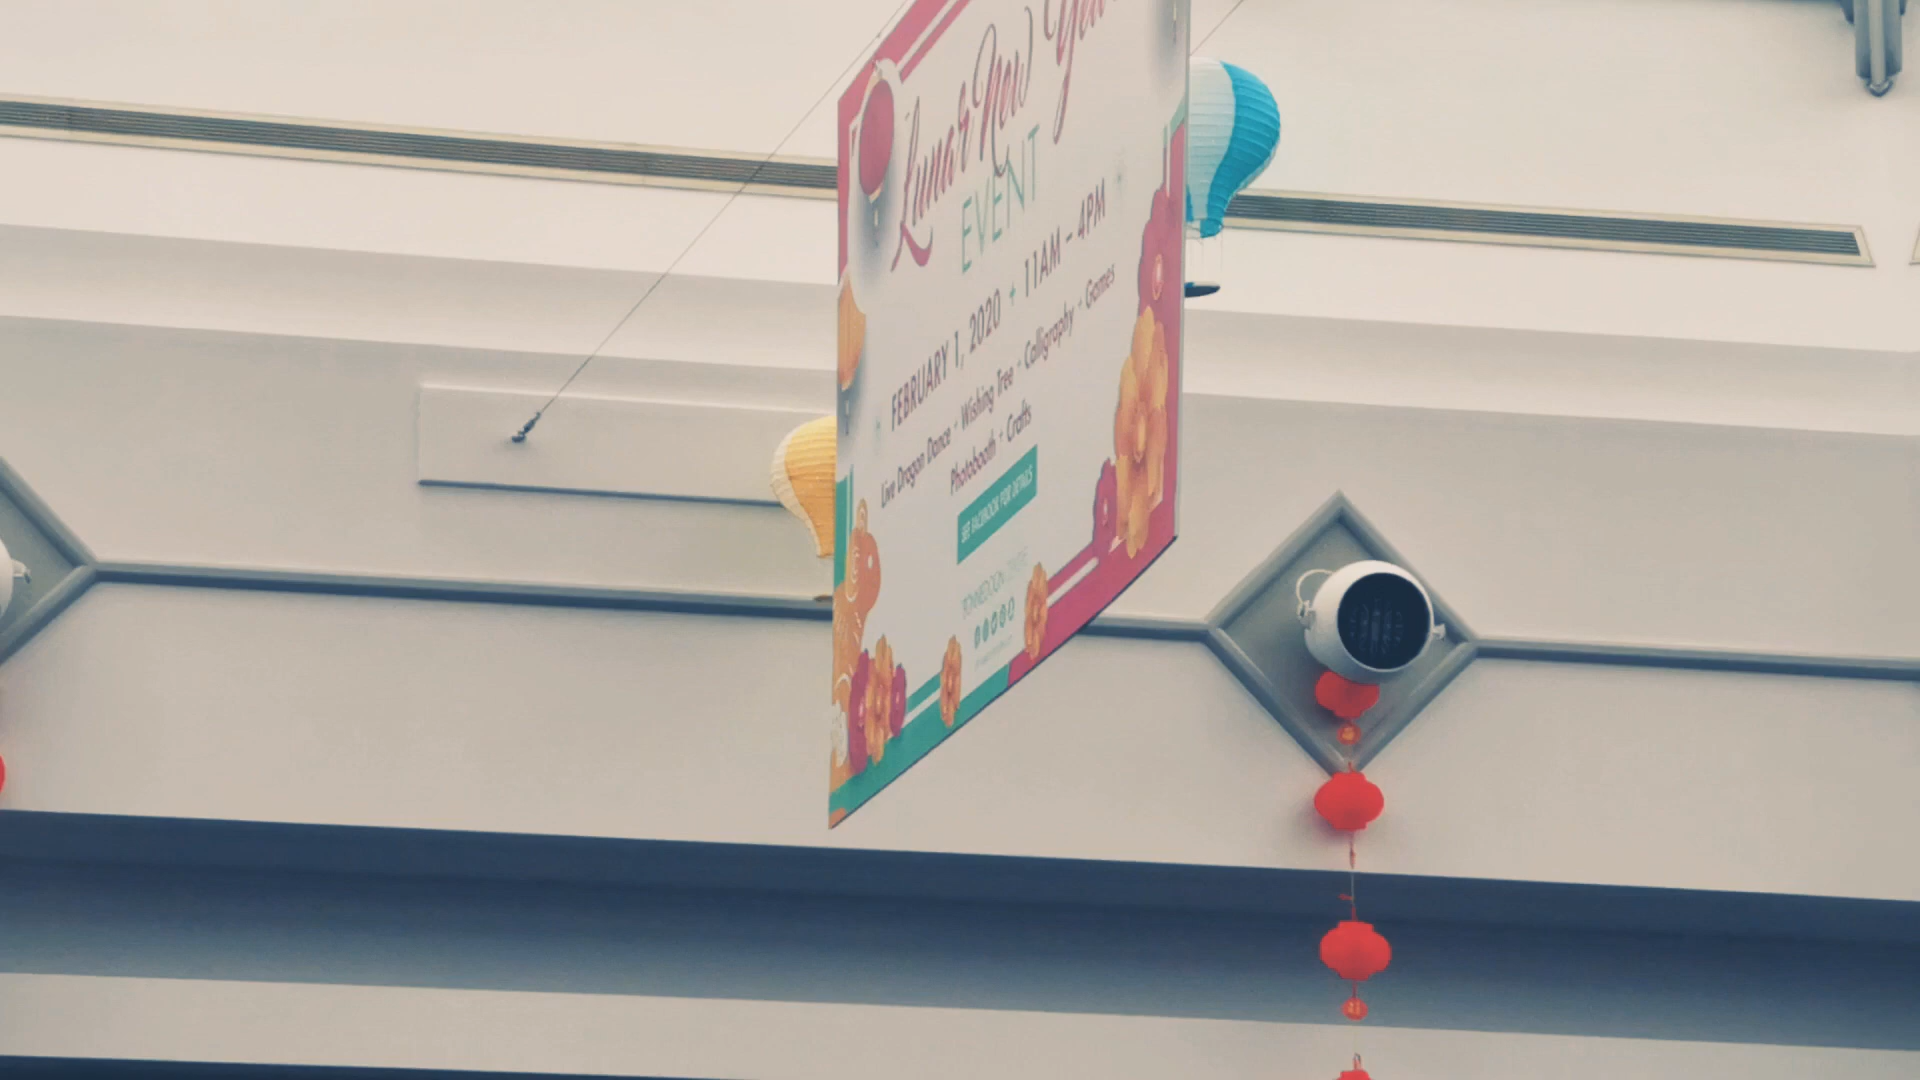 Lunar New Year
EVENT
FEBRUARY 1, 2020 + 11AM - 4PM
Live Dragon Dance + Wishing Tree + Calligraphy + Games
Photobooth + Crafts
SEE FACEBOOK FOR DETAILS